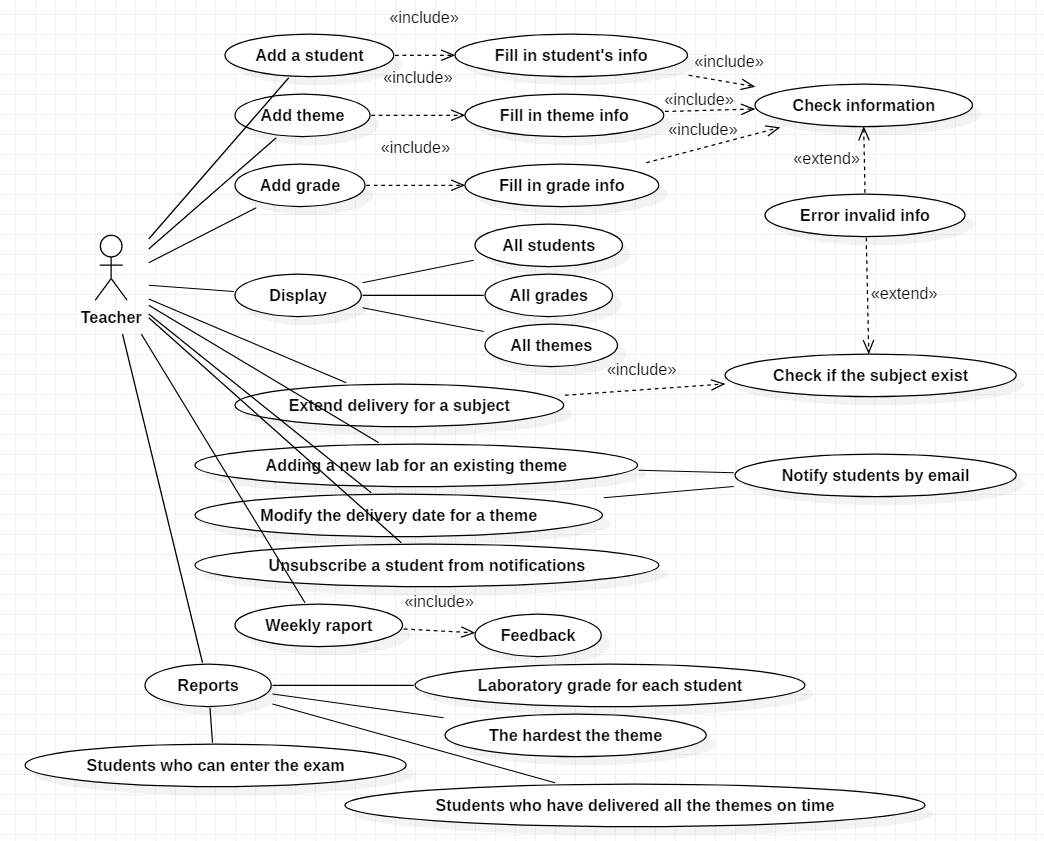 «include»
Add a student
Fill in student's info
«include»
«include»
Add theme
Fill in theme info
«include»
Check information
«include»
«include»
Add grade
Fill in grade info
«extend»
Error invalid info
All students
Display
All grades
«extend»
Teacher
All themes
«include»
Check if the subject exist
Extend delivery for a subject
Adding a new lab for an existing theme
Notify students by email
Modify the delivery date for a theme
Unsubscribe a student from notifications
«include»
Weekly raport
Feedback
Reports
Laboratory grade for each student
The hardest the theme
Students who can enter the exam
Students who have delivered all the themes on time